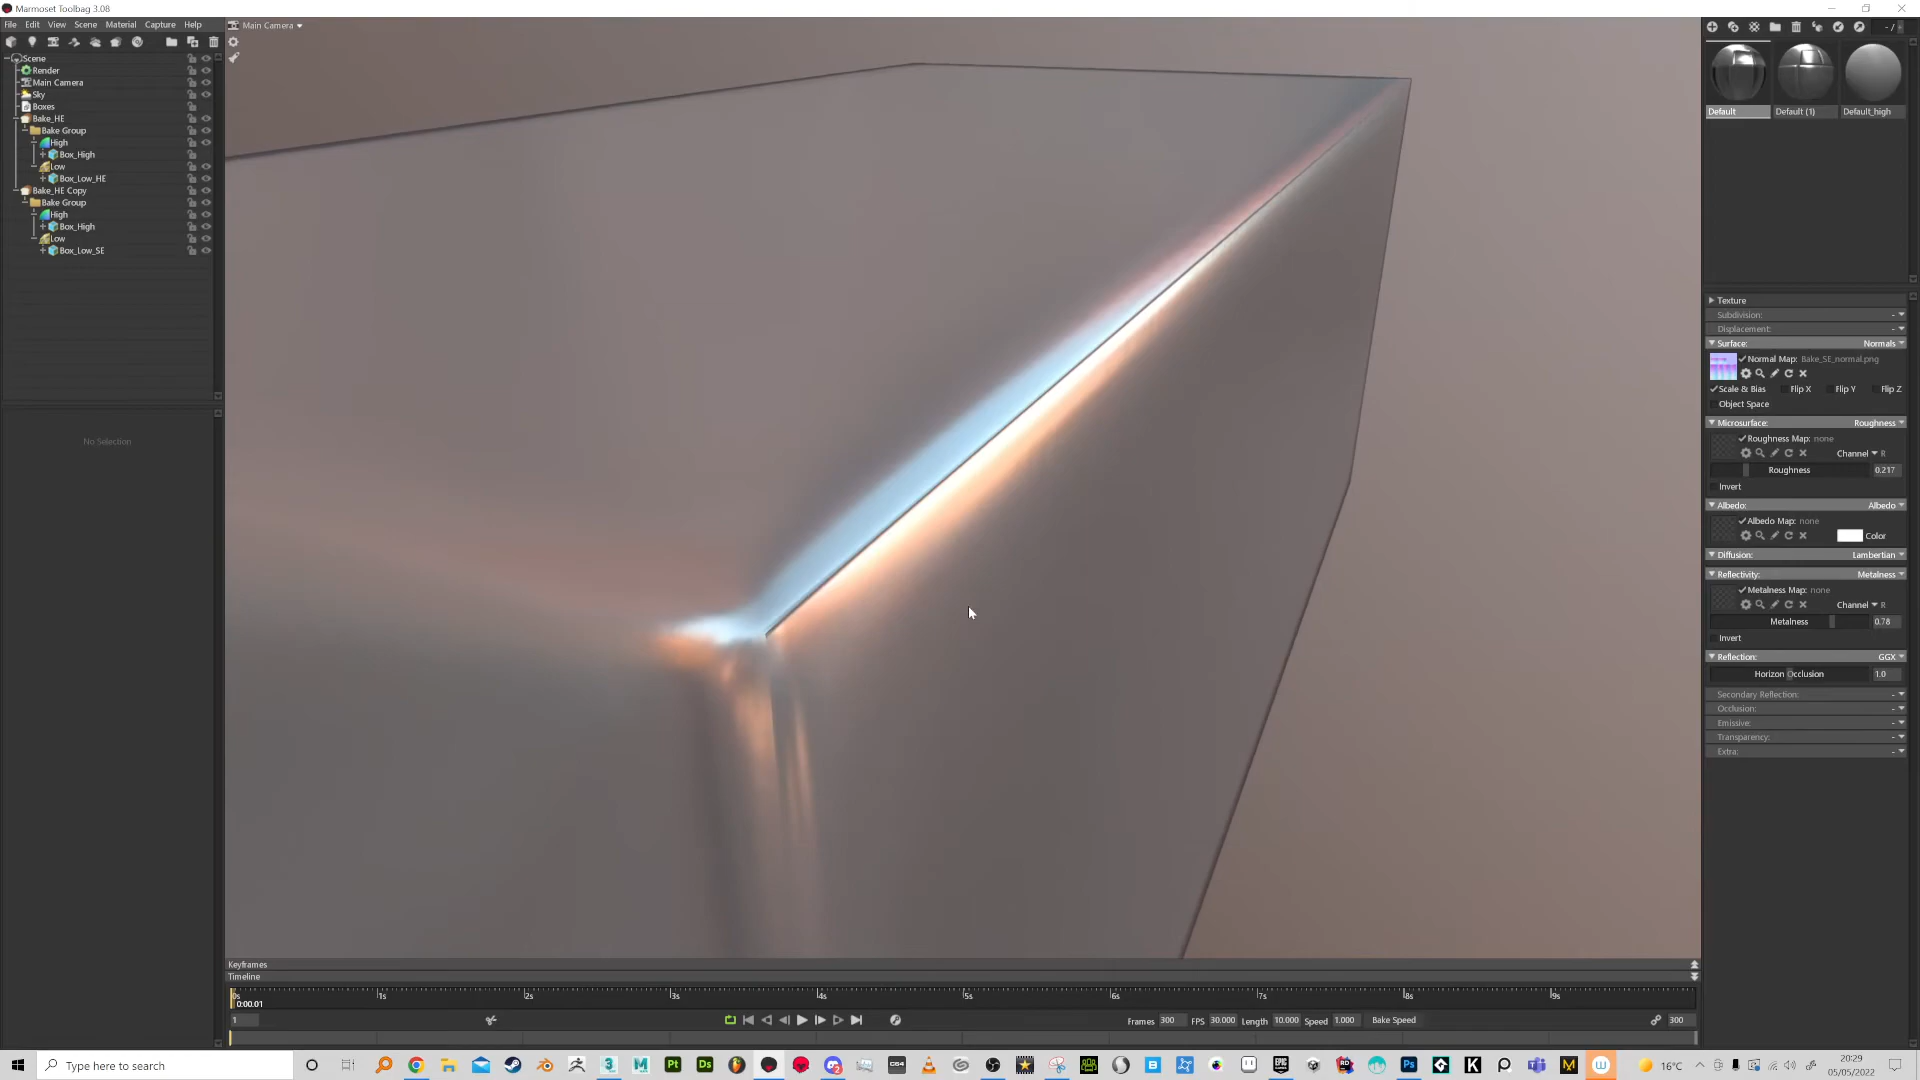 Marmoset Toolbag 3.08
File Edit View Scene Material Capture Help
Main Camera
Scene
Render
Main Camera
Sky
Boxes
Bake_HE
Bake Group
High
Box_High
Low
Box_Low_HE
Bake_HE Copy
Bake Group
High
Box_High
Low
Box_Low_SE
No Selection
Default Default (1) Default_high
Texture
Subdivision: -
Displacement: -
Surface: Normals
Normal Map: Bake_SE_normal.png
Scale & Bias Flip X Flip Y Flip Z
Object Space
Microsurface: Roughness
Roughness Map: none
Channel R
Roughness 0.217
Invert
Albedo: Albedo
Albedo Map: none
Color
Diffusion: Lambertian
Reflectivity: Metalness
Metalness Map: none
Channel R
Metalness 0.78
Invert
Reflection: GGX
Horizon Occlusion 1.0
Secondary Reflection: -
Occlusion: -
Emissive: -
Transparency: -
Extra: -
Keyframes
Timeline
0s 1s 2s 3s 4s 5s 6s 7s 8s 9s
0:00.01
1 Frames 300 FPS 30.000 Length 10.000 Speed 1.000 Bake Speed 300
Type here to search
16°C
20:29
05/05/2022